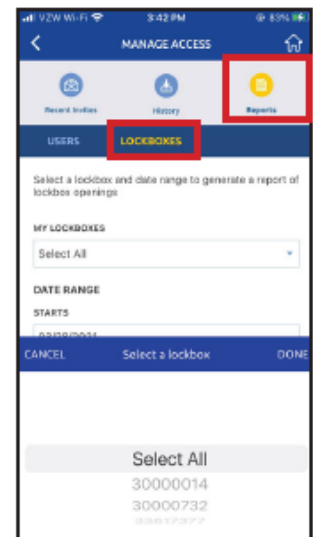 VZW Wi-Fi 3:42 PM 83%
MANAGE ACCESS
Recent Invites History Reports
USERS LOCKBOXES
Select a lockbox and date range to generate a report of
lockbox openings
MY LOCKBOXES
Select All
DATE RANGE
STARTS
CANCEL Select a lockbox DONE
Select All
30000014
30000732